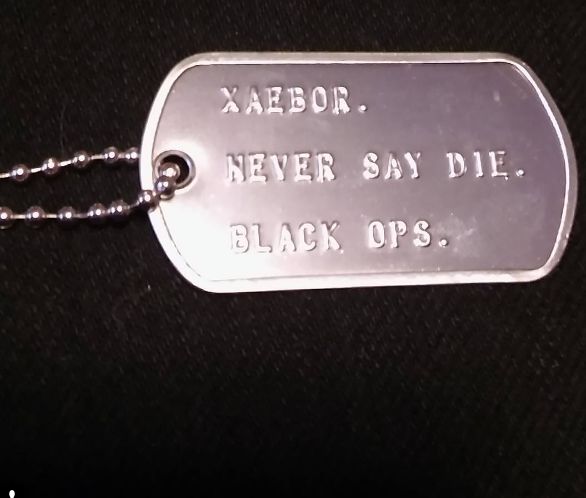 XAEBOR.
NEVER SAY DIE.
BLACK OPS.